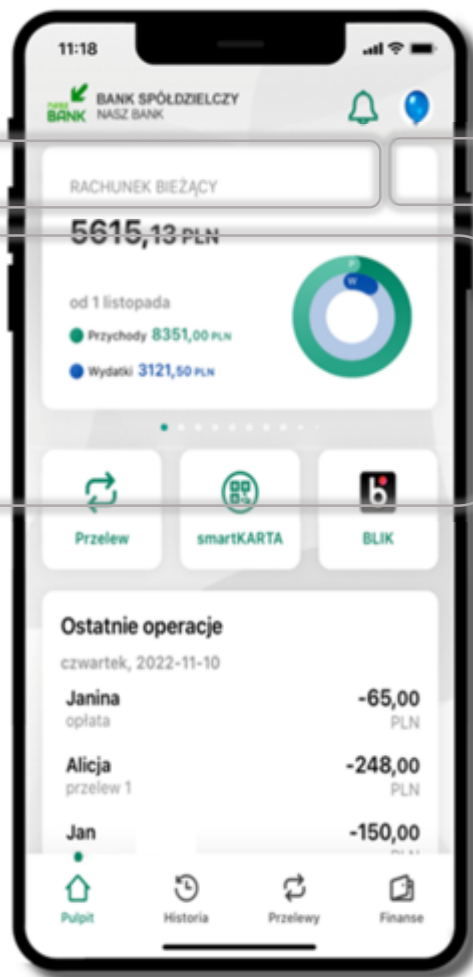 11:18
NASZ BANK
BANK SPÓŁDZIELCZY
NASZ BANK
RACHUNEK BIEŻĄCY
5615,13 PLN
od 1 listopada
P
W
Przychody 8351,00 PLN
Wydatki 3121,50 PLN
Przelew
smartKARTA
BLIK
Ostatnie operacje
czwartek, 2022-11-10
Janina -65,00
opłata PLN
Alicja -248,00
przelew 1 PLN
Jan -150,00
Pulpit Historia Przelewy Finanse